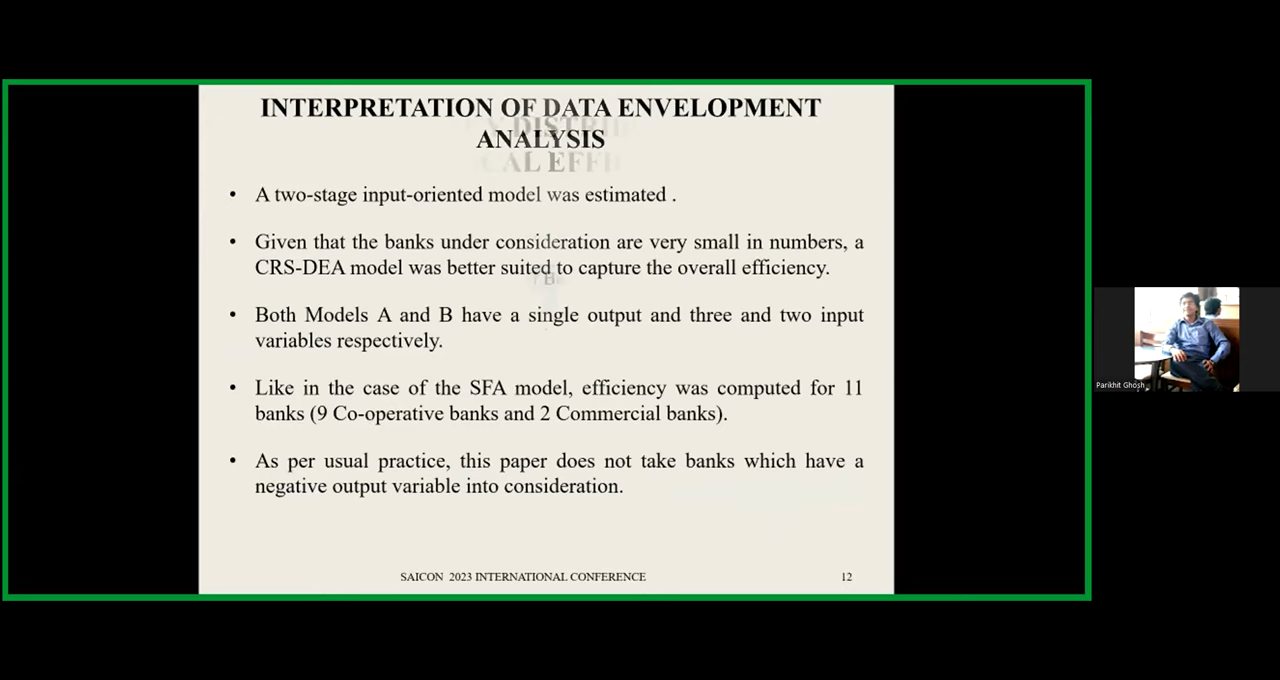 INTERPRETATION OF DATA ENVELOPMENT
ANALYSIS
• A two-stage input-oriented model was estimated .
• Given that the banks under consideration are very small in numbers, a
CRS-DEA model was better suited to capture the overall efficiency.
• Both Models A and B have a single output and three and two input
variables respectively.
• Like in the case of the SFA model, efficiency was computed for 11
banks (9 Co-operative banks and 2 Commercial banks).
• As per usual practice, this paper does not take banks which have a
negative output variable into consideration.
SAICON 2023 INTERNATIONAL CONFERENCE
12
Parikhit Ghosh